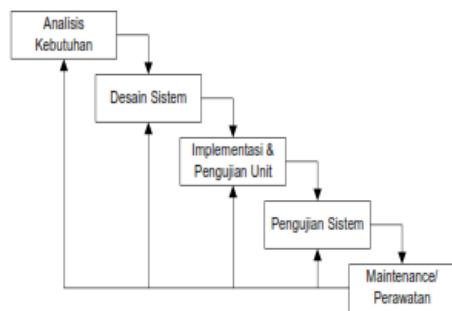 Analisis
Kebutuhan
Desain Sistem
Implementasi &
Pengujian Unit
Pengujian Sistem
Maintenance/
Perawatan